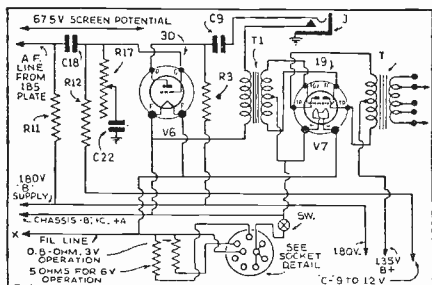 67.5V SCREEN POTENTIAL
C9
J
A.F. LINE FROM 1B5 PLATE
C18
R17
R12
30
R3
T1
19
T
R11
C22
V6
V7
180V. "B" SUPPLY
CHASSIS -B, +C, +A
SW.
X
FIL LINE
0.8-OHM, 3V OPERATION
5 OHMS FOR 6V OPERATION
SEE SOCKET DETAIL
180V.
135V B+
"C"-9 TO 12 V